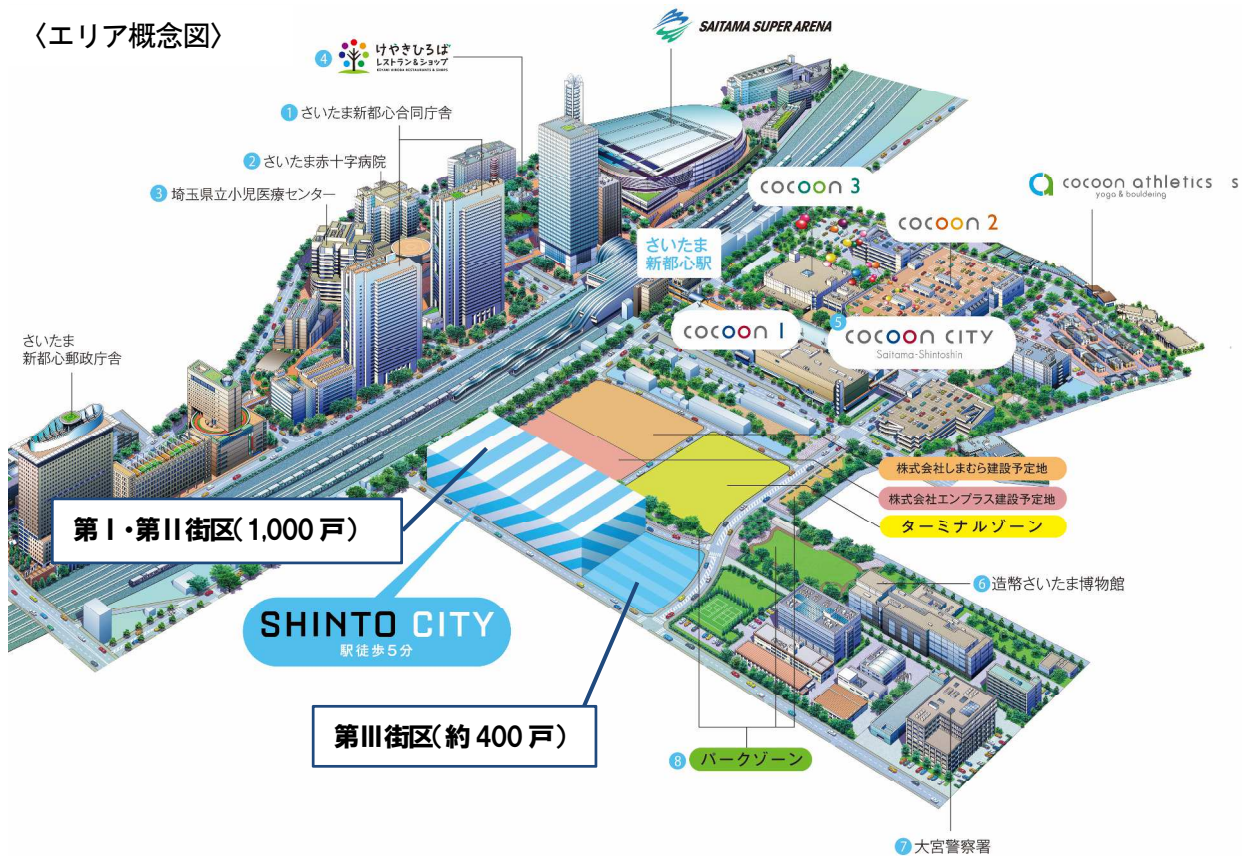 〈エリア概念図〉
SAITAMA SUPER ARENA
4 けやきひろば
レストラン&ショップ
KEYAKI HIROBA RESTAURANTS & SHOPS
1 さいたま新都心合同庁舎
2 さいたま赤十字病院
3 埼玉県立小児医療センター
cocoon 3
cocoon athletics s
yoga & bouldering
cocoon 2
さいたま
新都心駅
cocoon 1
5 cocoon city
Saitama-Shintoshin
さいたま
新都心郵政庁舎
株式会社しまむら建設予定地
株式会社エンプラス建設予定地
ターミナルゾーン
第Ⅰ・第Ⅱ街区(1,000戸)
6 造幣さいたま博物館
SHINTO CITY
駅徒歩5分
第Ⅲ街区(約400戸)
8 パークゾーン
7 大宮警察署